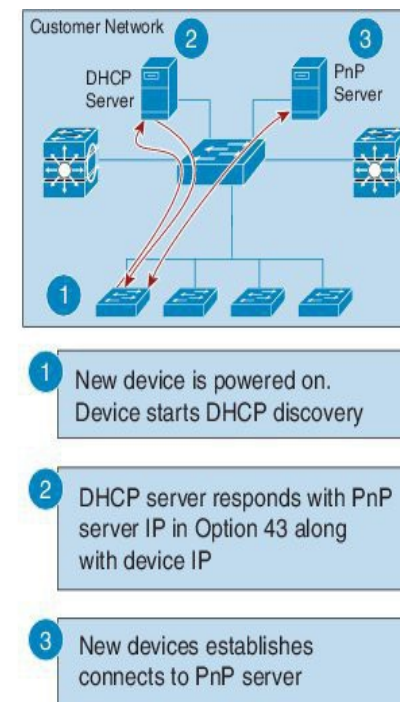 Customer Network
2
3
DHCP
Server
PnP
Server
1
1
New device is powered on.
Device starts DHCP discovery
2
DHCP server responds with PnP
server IP in Option 43 along
with device IP
3
New devices establishes
connects to PnP server